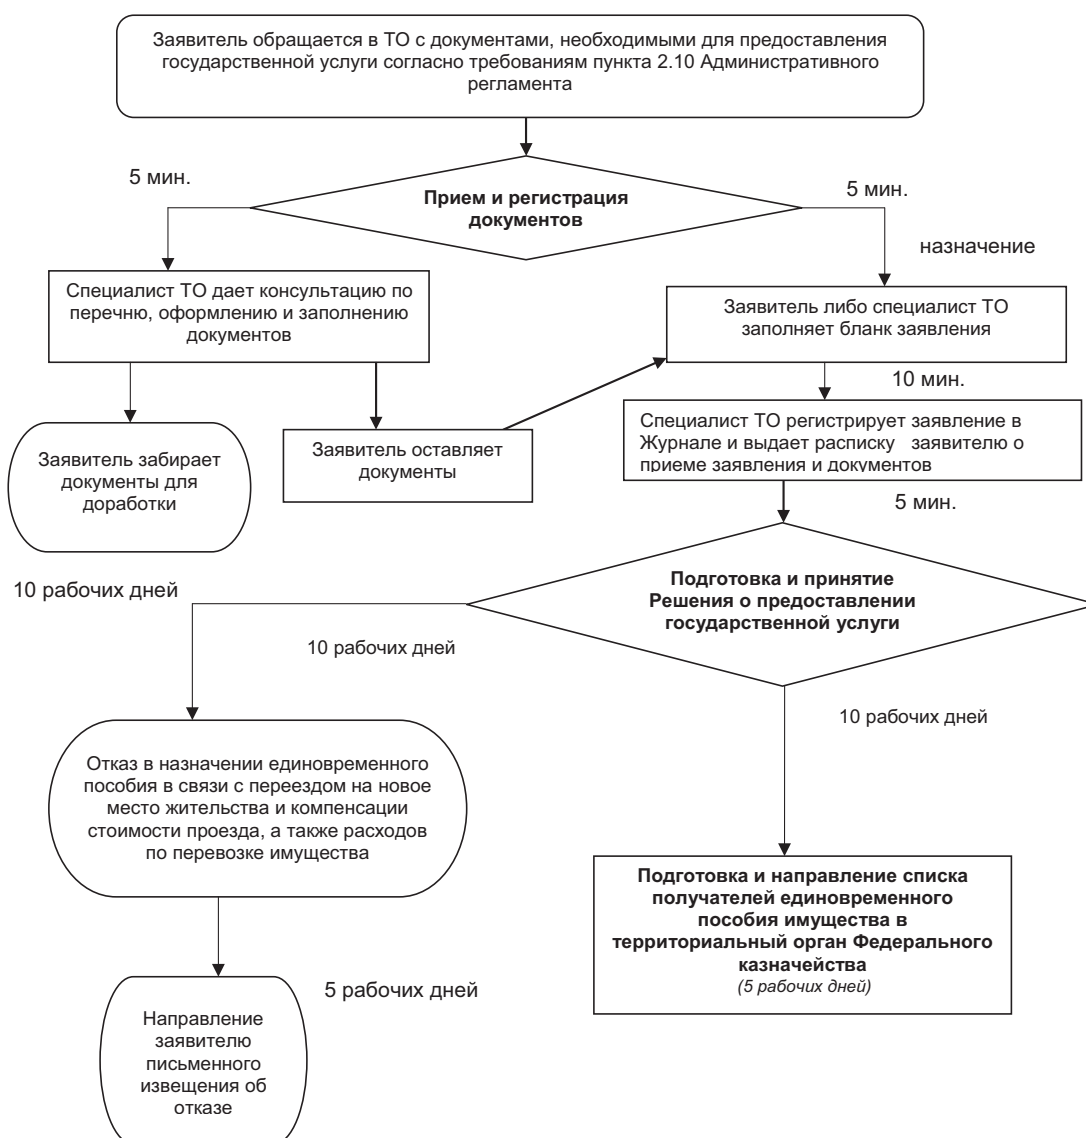 Заявитель обращается в ТО с документами, необходимыми для предоставления
государственной услуги согласно требованиям пункта 2.10 Административного
регламента
5 мин.
Прием и регистрация
документов
5 мин.
назначение
Специалист ТО дает консультацию по
перечню, оформлению и заполнению
документов
Заявитель либо специалист ТО
заполняет бланк заявления
10 мин.
Заявитель забирает
документы для
доработки
Заявитель оставляет
документы
Специалист ТО регистрирует заявление в
Журнале и выдает расписку заявителю о
приеме заявления и документов
5 мин.
10 рабочих дней
Подготовка и принятие
Решения о предоставлении
государственной услуги
10 рабочих дней
10 рабочих дней
Отказ в назначении единовременного
пособия в связи с переездом на новое
место жительства и компенсации
стоимости проезда, а также расходов
по перевозке имущества
Подготовка и направление списка
получателей единовременного
пособия имущества в
территориальный орган Федерального
казначейства
(5 рабочих дней)
5 рабочих дней
Направление
заявителю
письменного
извещения об
отказе